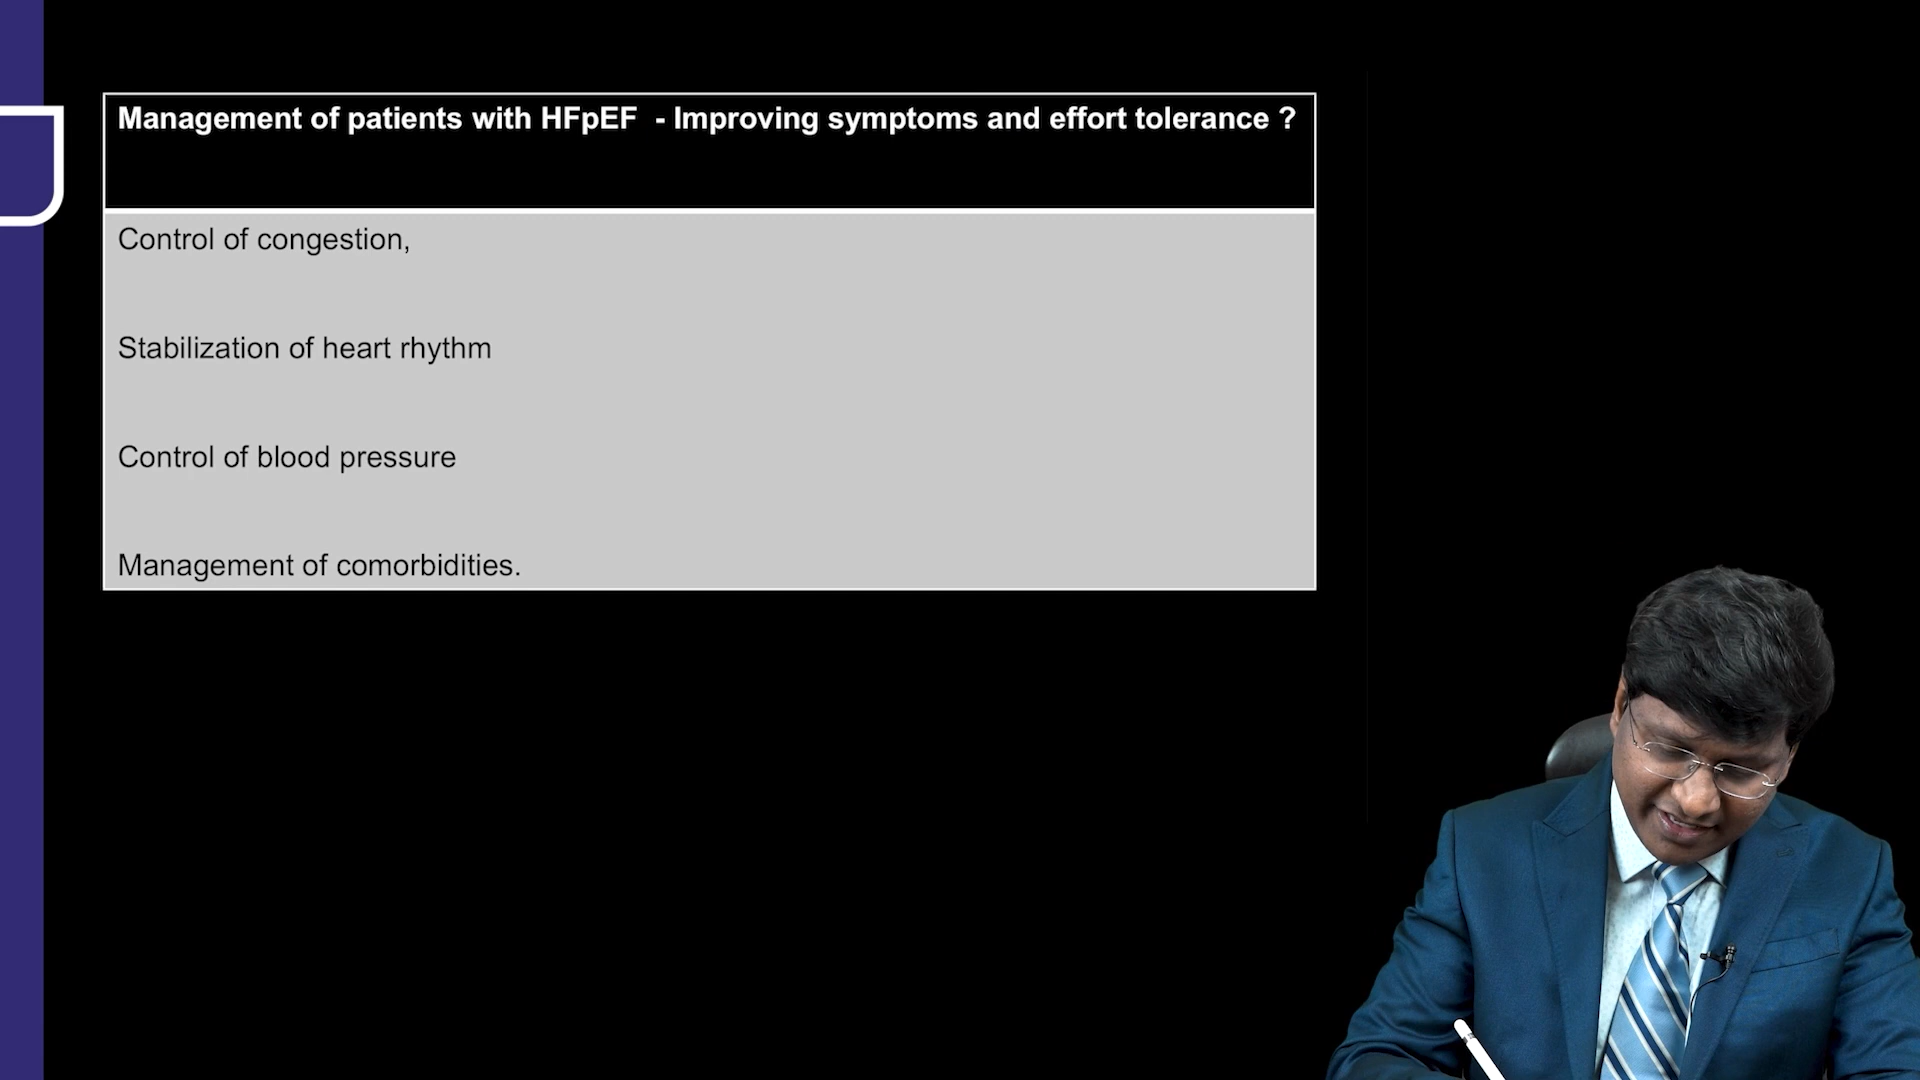 Management of patients with HFpEF - Improving symptoms and effort tolerance ?
Control of congestion,
Stabilization of heart rhythm
Control of blood pressure
Management of comorbidities.